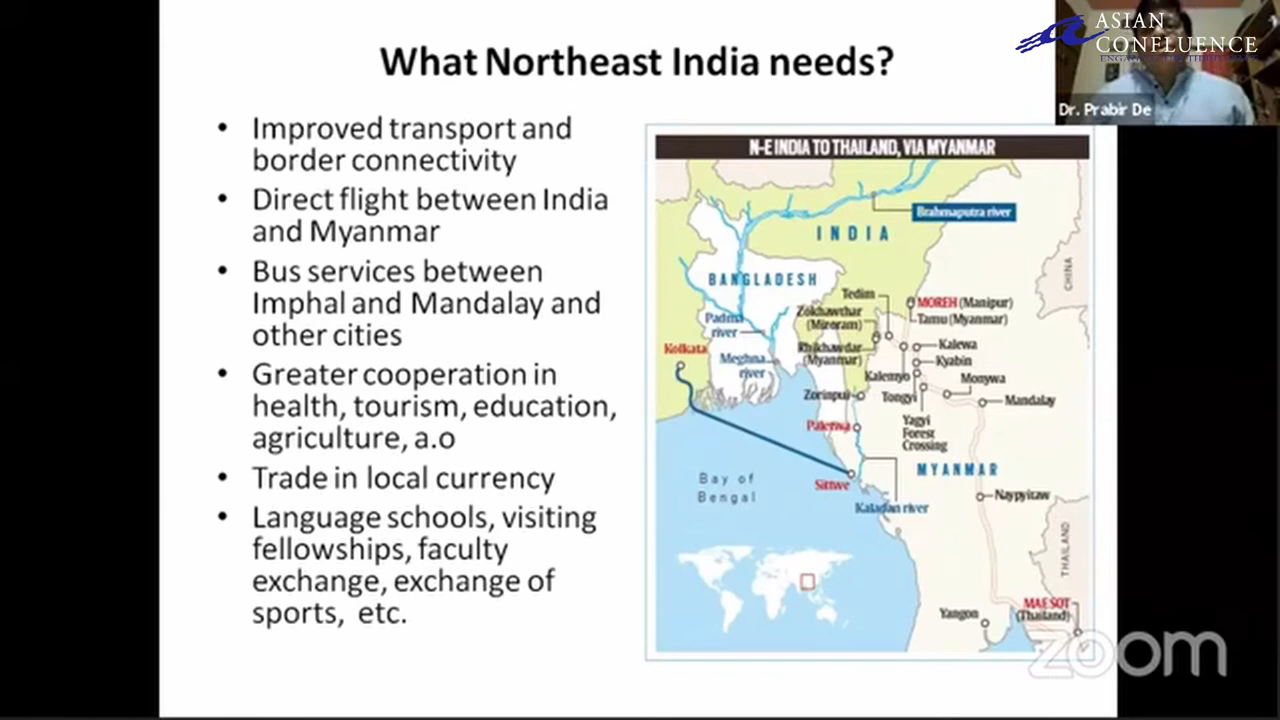 What Northeast India needs?
• Improved transport and
border connectivity
• Direct flight between India
and Myanmar
• Bus services between
Imphal and Mandalay and
other cities
• Greater cooperation in
health, tourism, education,
agriculture, a.o
• Trade in local currency
• Language schools, visiting
fellowships, faculty
exchange, exchange of
sports, etc.
ASIAN
CONFLUENCE
Dr. Prabir De
N-E INDIA TO THAILAND, VIA MYANMAR
Brahmaputra river
INDIA
BANGLADESH
CHINA
Tedim
MOREH (Manipur)
Zokhawthar
(Mizoram)
Tamu (Myanmar)
Padma
river
Rhikhawdar
(Myanmar)
Kolkata
Kalewa
Meghna
river
Kyabin
Kalemyo
Monywa
Zorinpui
Tongyi
Mandalay
Paletwa
Yagyi
Forest
Crossing
MYANMAR
Bay of
Bengal
Sittwe
Naypyitaw
Kaladan river
THAILAND
Yangon
MAE SOT
(Thailand)
zoom